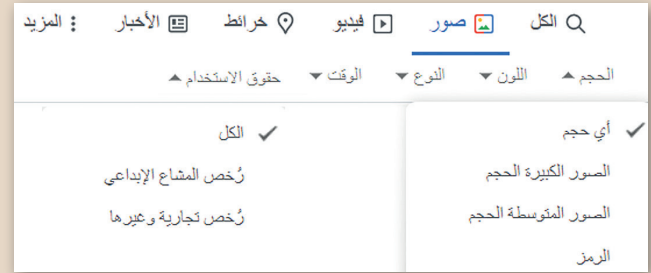 الكل صور فيديو خرائط الأخبار المزيد
الحجم اللون النوع الوقت حقوق الاستخدام
أي حجم
الصور الكبيرة الحجم
الصور المتوسطة الحجم
الرمز
الكل
رُخص المشاع الإبداعي
رُخص تجارية وغيرها